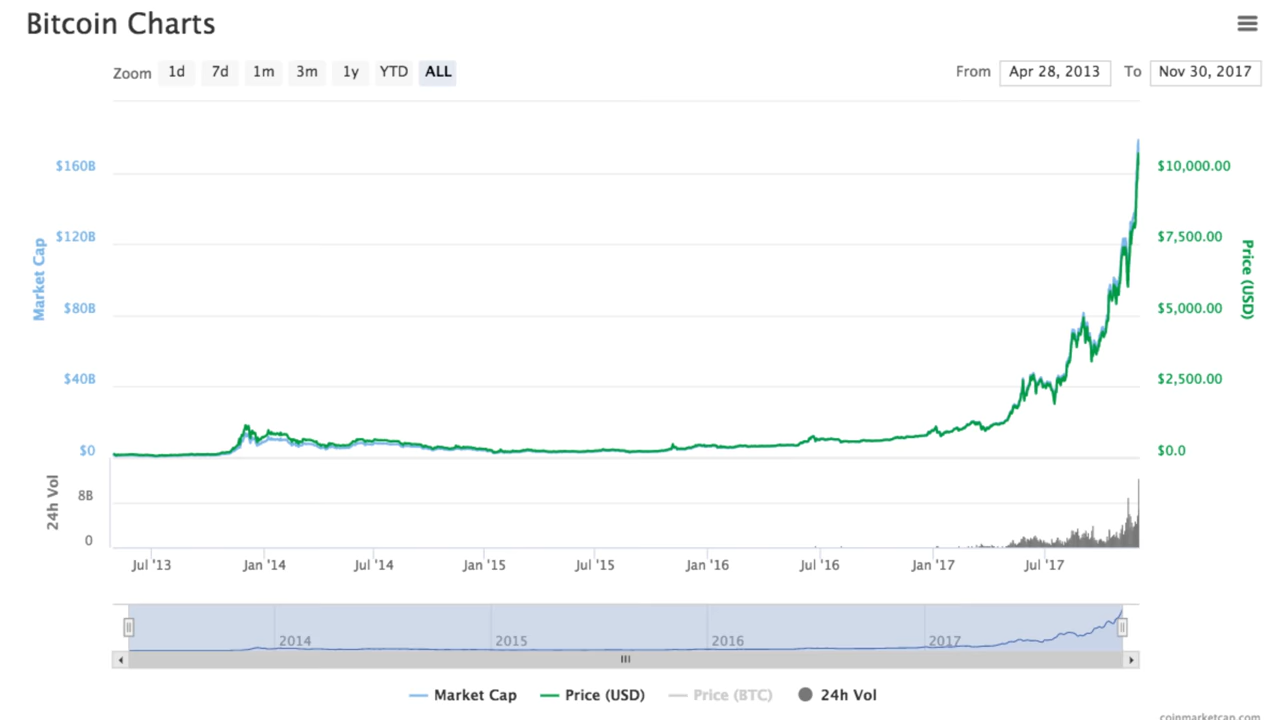 Bitcoin Charts
Zoom 1d 7d 1m 3m 1y YTD ALL From Apr 28, 2013 To Nov 30, 2017
$160B $10,000.00
$120B $7,500.00
Market Cap
Price (USD)
$80B $5,000.00
$40B $2,500.00
$0 $0.0
24h Vol
8B
0
Jul '13 Jan '14 Jul '14 Jan '15 Jul '15 Jan '16 Jul '16 Jan '17 Jul '17
2014 2015 2016 2017
Market Cap Price (USD) Price (BTC) 24h Vol
coinmarketcap.com